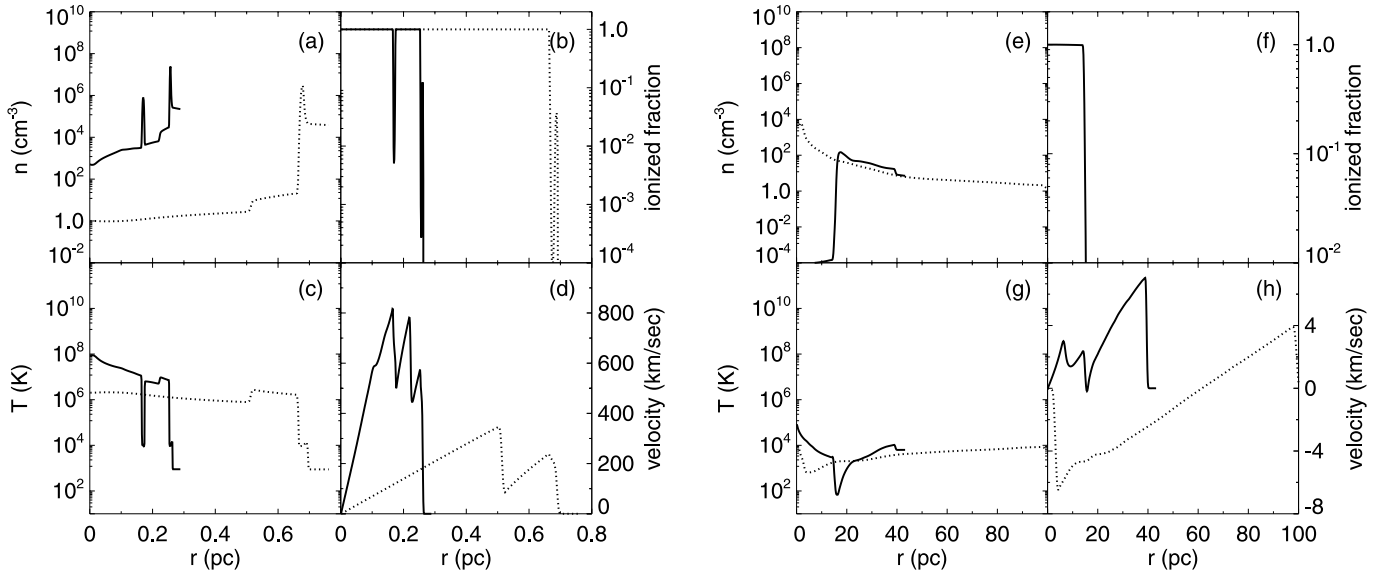 10^10
10^8
10^6
10^4
10^2
1.0
10^-2
n (cm^-3)
(a)
(b)
1.0
10^-1
10^-2
10^-3
10^-4
ionized fraction
10^10
10^8
10^6
10^4
10^2
T (K)
(c)
(d)
800
600
400
200
0
velocity (km/sec)
0 0.2 0.4 0.6 0 0.2 0.4 0.6 0.8
r (pc) r (pc)
10^10
10^8
10^6
10^4
10^2
1.0
10^-2
10^-4
n (cm^-3)
(e)
(f)
1.0
10^-1
10^-2
ionized fraction
10^10
10^8
10^6
10^4
10^2
T (K)
(g)
(h)
4
0
-4
-8
velocity (km/sec)
0 20 40 60 80 0 20 40 60 80 100
r (pc) r (pc)